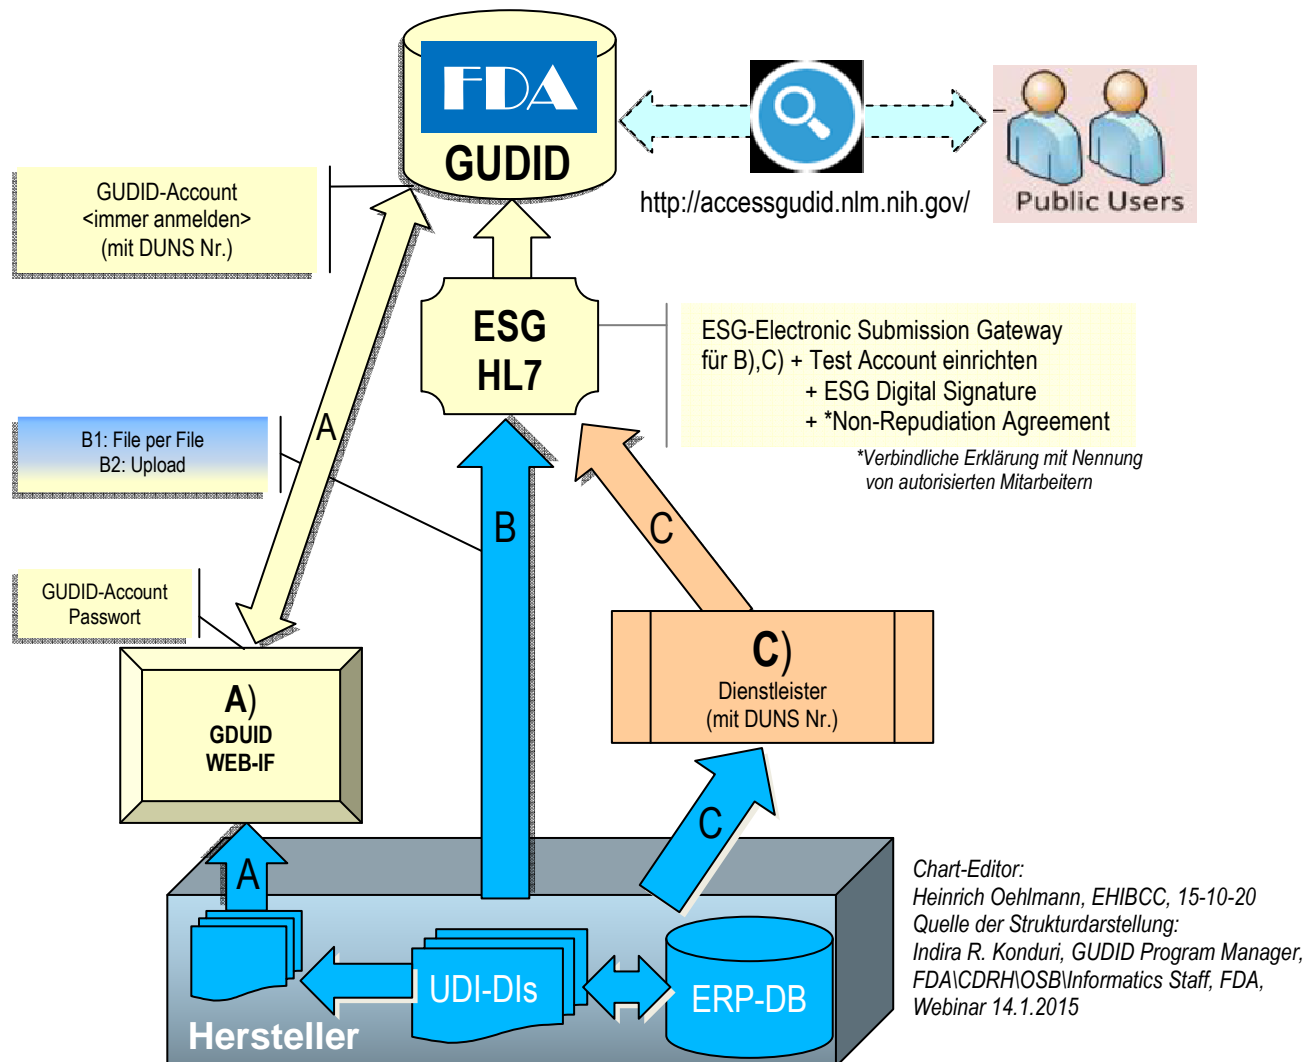 FDA
GUDID
http://accessgudid.nlm.nih.gov/
Public Users
GUDID-Account
<immer anmelden>
(mit DUNS Nr.)
ESG
HL7
ESG-Electronic Submission Gateway
für B),C) + Test Account einrichten
+ ESG Digital Signature
+ *Non-Repudiation Agreement
*Verbindliche Erklärung mit Nennung
von autorisierten Mitarbeitern
A
B1: File per File
B2: Upload
B
C
GUDID-Account
Passwort
A)
GDUID
WEB-IF
C)
Dienstleister
(mit DUNS Nr.)
A
C
UDI-DIs
ERP-DB
Hersteller
Chart-Editor:
Heinrich Oehlmann, EHIBCC, 15-10-20
Quelle der Strukturdarstellung:
Indira R. Konduri, GUDID Program Manager,
FDA\CDRH\OSB\Informatics Staff, FDA,
Webinar 14.1.2015